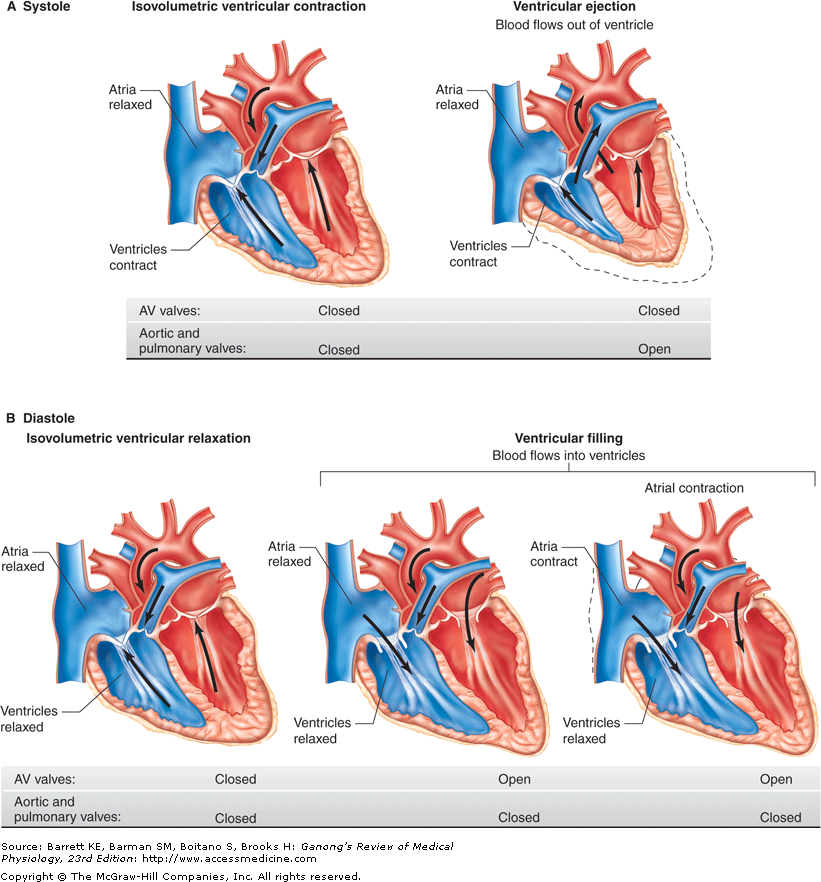 A Systole
Isovolumetric ventricular contraction
Ventricular ejection
Blood flows out of ventricle
Atria
relaxed
Ventricles
contract
Atria
relaxed
Ventricles
contract
AV valves: Closed Closed
Aortic and
pulmonary valves: Closed Open
B Diastole
Isovolumetric ventricular relaxation
Ventricular filling
Blood flows into ventricles
Atrial contraction
Atria
relaxed
Ventricles
relaxed
Atria
relaxed
Ventricles
relaxed
Atria
contract
Ventricles
relaxed
AV valves: Closed Open Open
Aortic and
pulmonary valves: Closed Closed Closed
Source: Barrett KE, Barman SM, Boitano S, Brooks H: Ganong's Review of Medical
Physiology, 23rd Edition: http://www.accessmedicine.com
Copyright © The McGraw-Hill Companies, Inc. All rights reserved.